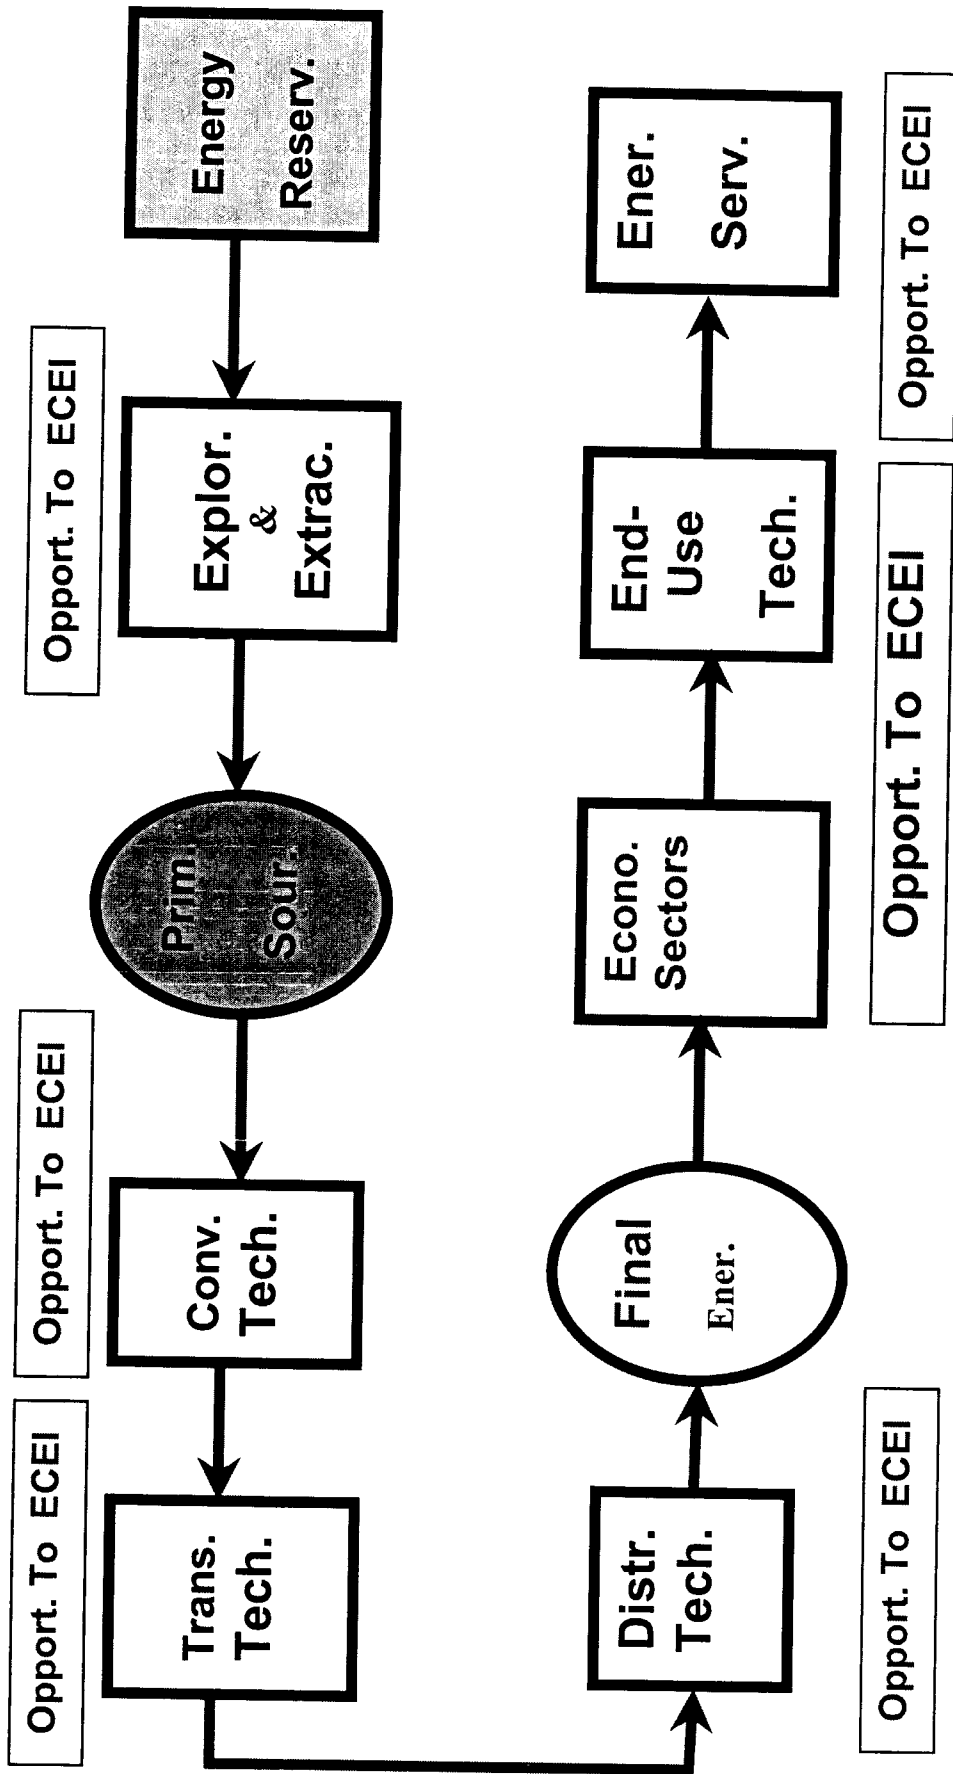 Opport. To ECEI
Opport. To ECEI
Opport. To ECEI
Trans.
Tech.
Conv.
Tech.
Prim.
Sour.
Explor.
&
Extrac.
Energy
Reserv.
Distr.
Tech.
Final
Ener.
Econo.
Sectors
End-
Use
Tech.
Ener.
Serv.
Opport. To ECEI
Opport. To ECEI
Opport. To ECEI